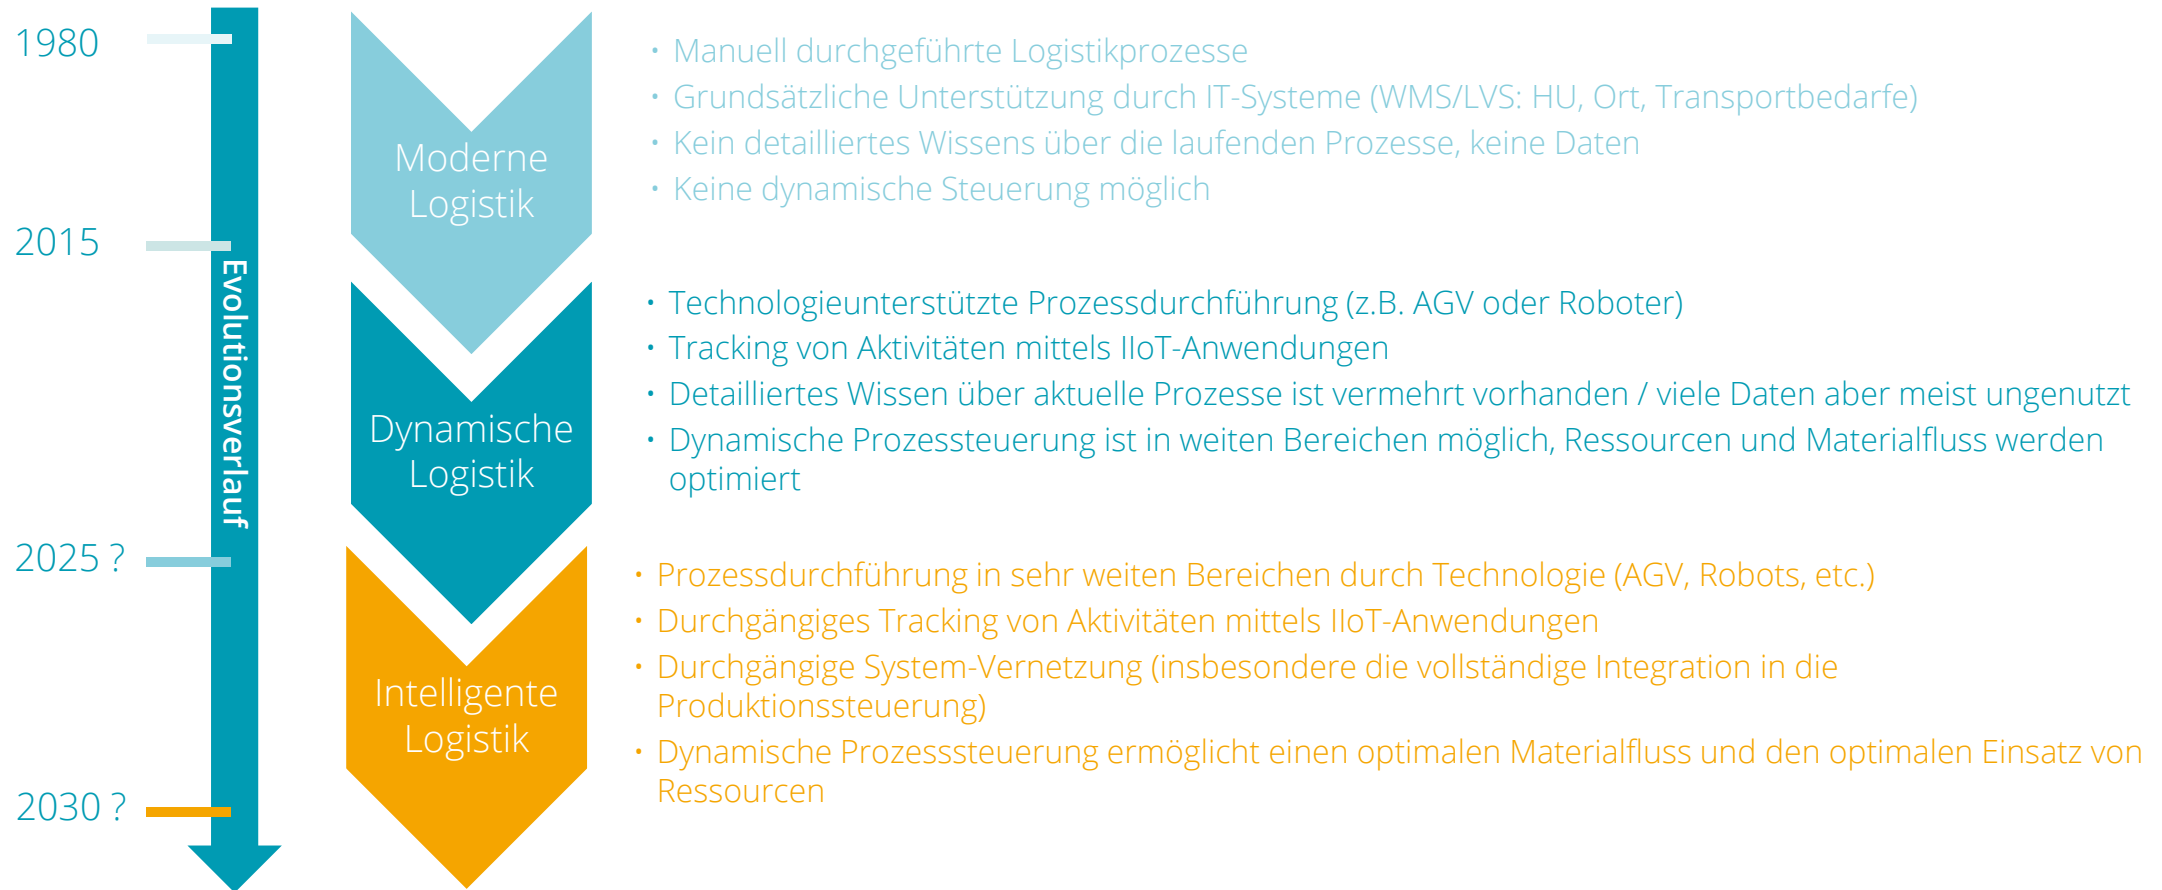 1980
2015
2025 ?
2030 ?
Evolutionsverlauf
Moderne
Logistik
• Manuell durchgeführte Logistikprozesse
• Grundsätzliche Unterstützung durch IT-Systeme (WMS/LVS: HU, Ort, Transportbedarfe)
• Kein detailliertes Wissens über die laufenden Prozesse, keine Daten
• Keine dynamische Steuerung möglich
Dynamische
Logistik
• Technologieunterstützte Prozessdurchführung (z.B. AGV oder Roboter)
• Tracking von Aktivitäten mittels IIoT-Anwendungen
• Detailliertes Wissen über aktuelle Prozesse ist vermehrt vorhanden / viele Daten aber meist ungenutzt
• Dynamische Prozessteuerung ist in weiten Bereichen möglich, Ressourcen und Materialfluss werden
optimiert
Intelligente
Logistik
• Prozessdurchführung in sehr weiten Bereichen durch Technologie (AGV, Robots, etc.)
• Durchgängiges Tracking von Aktivitäten mittels IIoT-Anwendungen
• Durchgängige System-Vernetzung (insbesondere die vollständige Integration in die
Produktionssteuerung)
• Dynamische Prozesssteuerung ermöglicht einen optimalen Materialfluss und den optimalen Einsatz von
Ressourcen